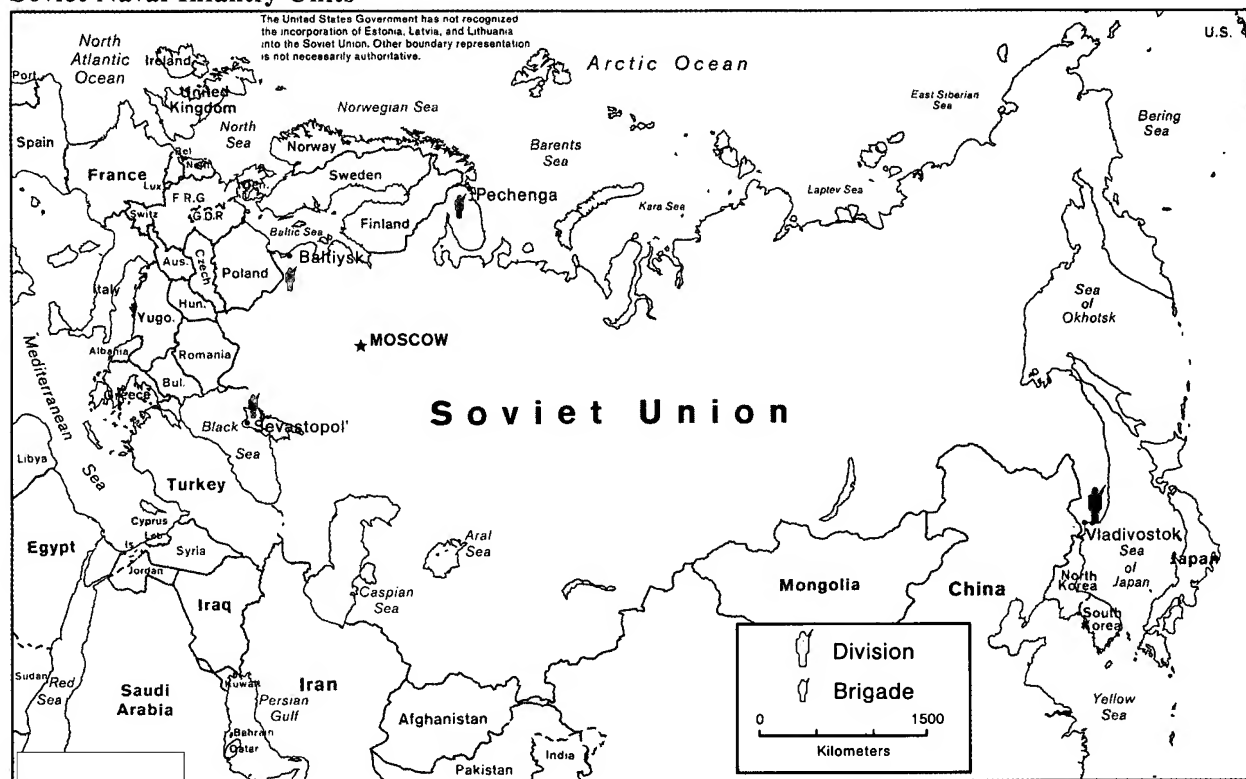 Soviet Naval Infantry Units
The United States Government has not recognized
the incorporation of Estonia, Latvia, and Lithuania
into the Soviet Union. Other boundary representation
is not necessarily authoritative.
U.S.
North
Atlantic
Ocean
Ireland
United
Kingdom
Port
Spain
France
North
Sea
Norwegian Sea
Arctic Ocean
Barents
Sea
Kara Sea
Laptev Sea
East Siberian
Sea
Bering
Sea
Norway
Sweden
Finland
Pechenga
Bel
Neth
Lux
F R.G
G.D.R
Den.
Switz
Baltic Sea
Baltiysk
Aus.
Czech
Poland
Italy
Hun.
Yugo.
Albania
Romania
Bul.
Greece
MOSCOW
Soviet Union
Sea
of
Okhotsk
Mediterranean
Sea
Black
Sea
Sevastopol'
Turkey
Libya
Egypt
Cyprus
Leb
Is.
Syria
Jordan
Iraq
Caspian
Sea
Aral
Sea
Mongolia
China
Vladivostok
Sea
of
Japan
Japan
North
Korea
South
Korea
Yellow
Sea
Sudan
Red
Sea
Saudi
Arabia
Kuwait
Persian
Gulf
Iran
Bahrain
Qatar
Afghanistan
Pakistan
India
Division
Brigade
0 1500
Kilometers